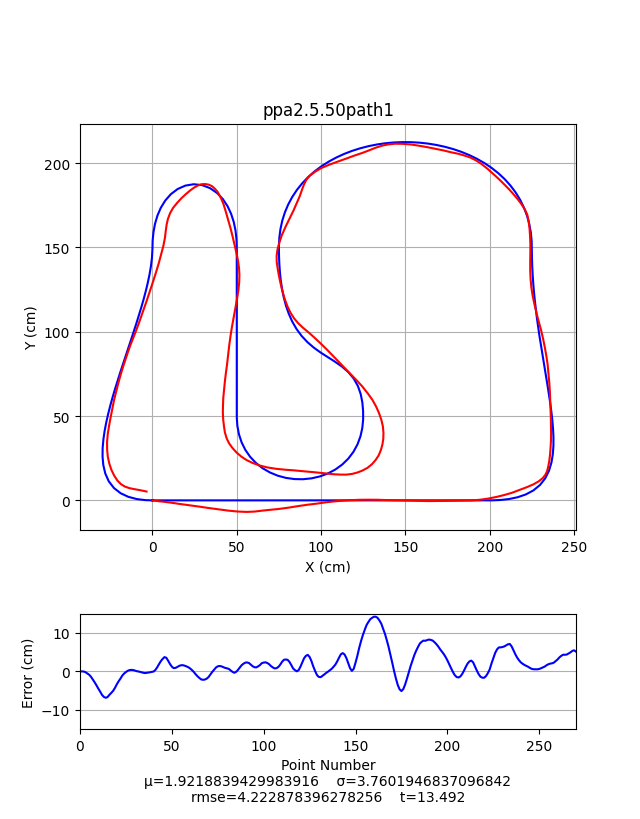 ppa2.5.50path1
200
150
100
50
0
Y (cm)
0 50 100 150 200 250
X (cm)
10
0
−10
Error (cm)
0 50 100 150 200 250
Point Number
μ=1.9218839429983916 σ=3.7601946837096842
rmse=4.222878396278256 t=13.492